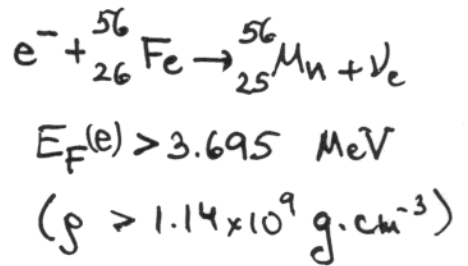 e⁻ + ⁵⁶₂₆Fe → ⁵⁶₂₅Mn + νₑ
E_F(e) > 3.695 MeV
(ρ > 1.14×10⁹ g·cm⁻³)